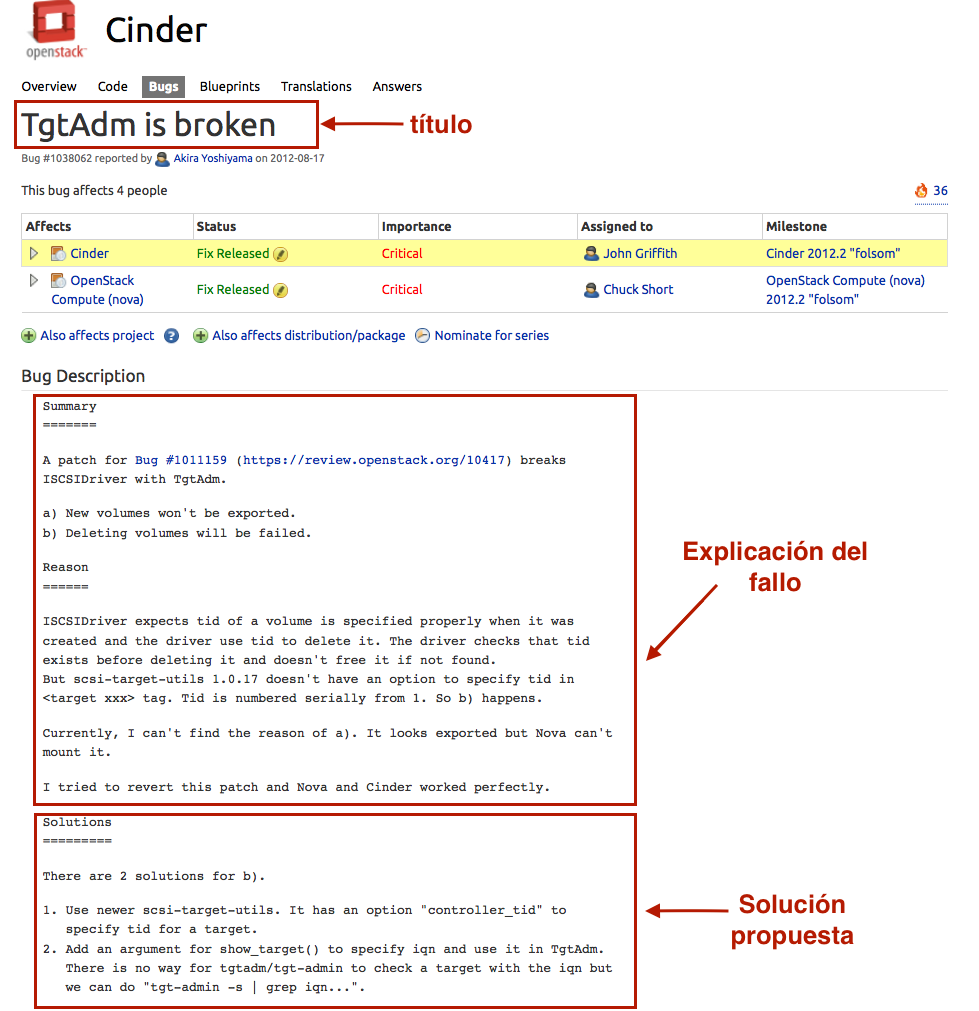 openstack
Cinder
Overview Code Bugs Blueprints Translations Answers
TgtAdm is broken
título
Bug #1038062 reported by Akira Yoshiyama on 2012-08-17
This bug affects 4 people
36
Affects Status Importance Assigned to Milestone
Cinder Fix Released Critical John Griffith Cinder 2012.2 "folsom"
OpenStack Compute (nova) Fix Released Critical Chuck Short OpenStack Compute (nova) 2012.2 "folsom"
Also affects project Also affects distribution/package Nominate for series
Bug Description
Summary
=======
A patch for Bug #1011159 (https://review.openstack.org/10417) breaks
ISCSIDriver with TgtAdm.
a) New volumes won't be exported.
b) Deleting volumes will be failed.
Reason
======
ISCSIDriver expects tid of a volume is specified properly when it was
created and the driver use tid to delete it. The driver checks that tid
exists before deleting it and doesn't free it if not found.
But scsi-target-utils 1.0.17 doesn't have an option to specify tid in
<target xxx> tag. Tid is numbered serially from 1. So b) happens.
Currently, I can't find the reason of a). It looks exported but Nova can't
mount it.
I tried to revert this patch and Nova and Cinder worked perfectly.
Explicación del
fallo
Solutions
=========
There are 2 solutions for b).
1. Use newer scsi-target-utils. It has an option "controller_tid" to
specify tid for a target.
2. Add an argument for show_target() to specify iqn and use it in TgtAdm.
There is no way for tgtadm/tgt-admin to check a target with the iqn but
we can do "tgt-admin -s | grep iqn...".
Solución
propuesta